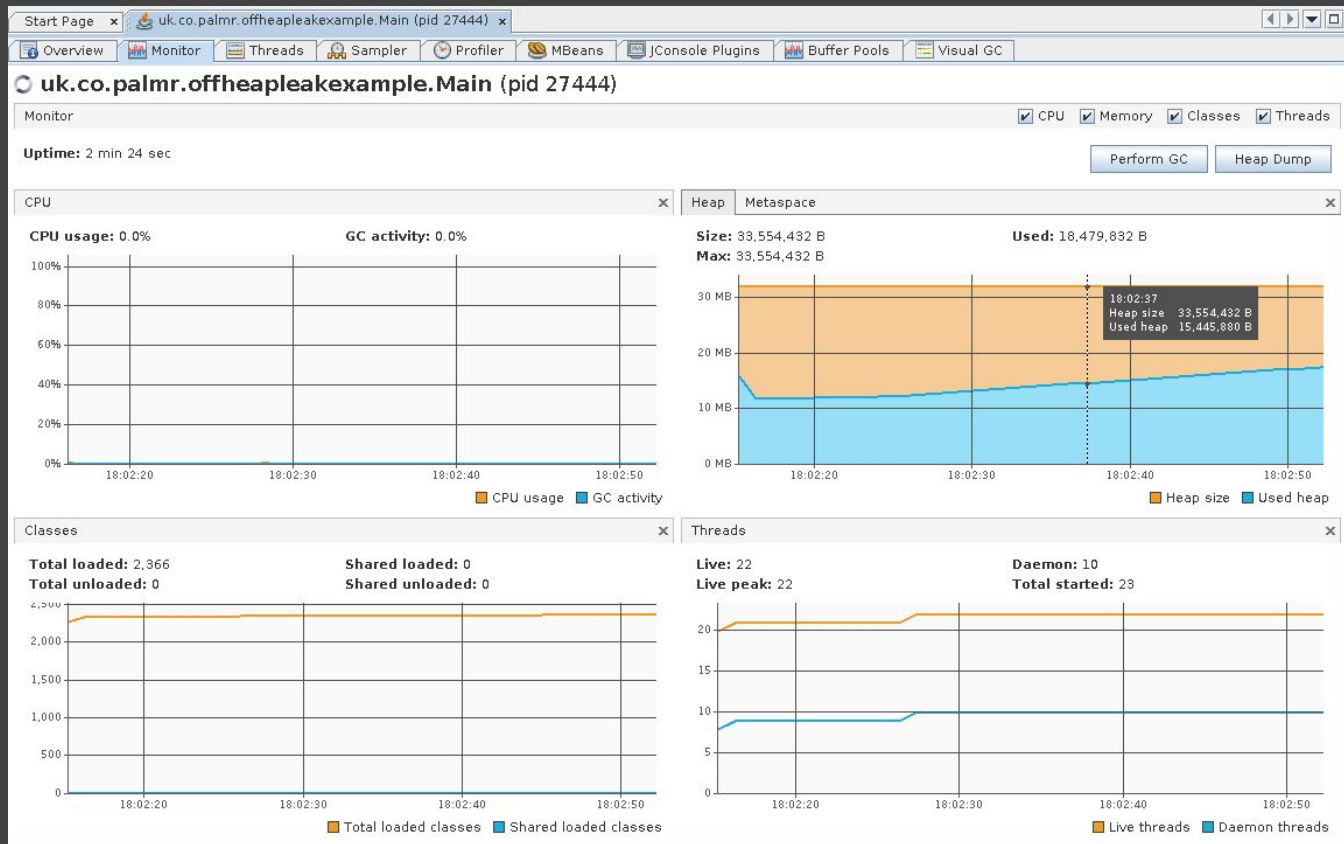 Start Page
uk.co.palmr.offheapleakexample.Main (pid 27444)
Overview Monitor Threads Sampler Profiler MBeans JConsole Plugins Buffer Pools Visual GC
uk.co.palmr.offheapleakexample.Main (pid 27444)
Monitor
CPU Memory Classes Threads
Uptime: 2 min 24 sec
Perform GC Heap Dump
CPU
CPU usage: 0.0% GC activity: 0.0%
100%
80%
60%
40%
20%
0%
18:02:20 18:02:30 18:02:40 18:02:50
CPU usage GC activity
Heap Metaspace
Size: 33,554,432 B Used: 18,479,832 B
Max: 33,554,432 B
30 MB
20 MB
10 MB
0 MB
18:02:37
Heap size 33,554,432 B
Used heap 15,445,880 B
18:02:20 18:02:30 18:02:40 18:02:50
Heap size Used heap
Classes
Total loaded: 2,366 Shared loaded: 0
Total unloaded: 0 Shared unloaded: 0
2,500
2,000
1,500
1,000
500
0
18:02:20 18:02:30 18:02:40 18:02:50
Total loaded classes Shared loaded classes
Threads
Live: 22 Daemon: 10
Live peak: 22 Total started: 23
20
15
10
5
0
18:02:20 18:02:30 18:02:40 18:02:50
Live threads Daemon threads